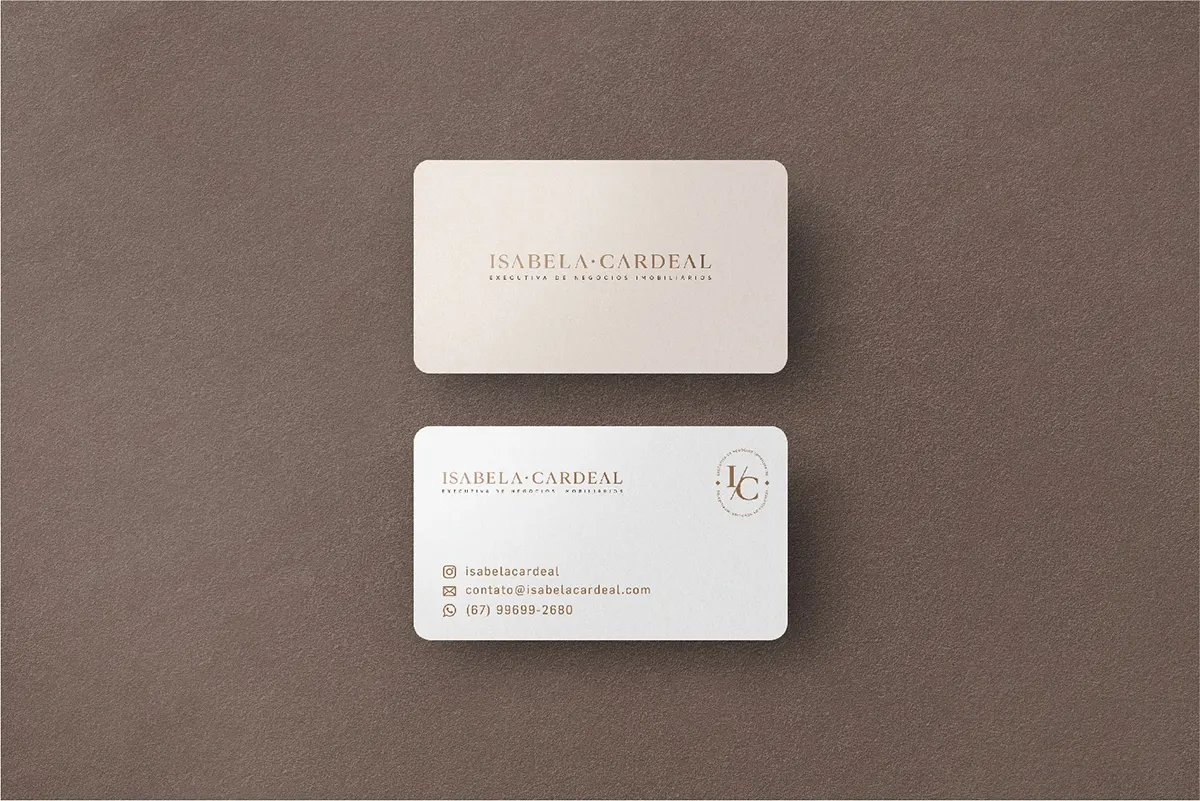 ISABELA·CARDEAL
EXECUTIVA DE NEGÓCIOS IMOBILIÁRIOS
ISABELA·CARDEAL
EXECUTIVA DE NEGÓCIOS IMOBILIÁRIOS
I/C
isabelacardeal
contato@isabelacardeal.com
(67) 99699-2680